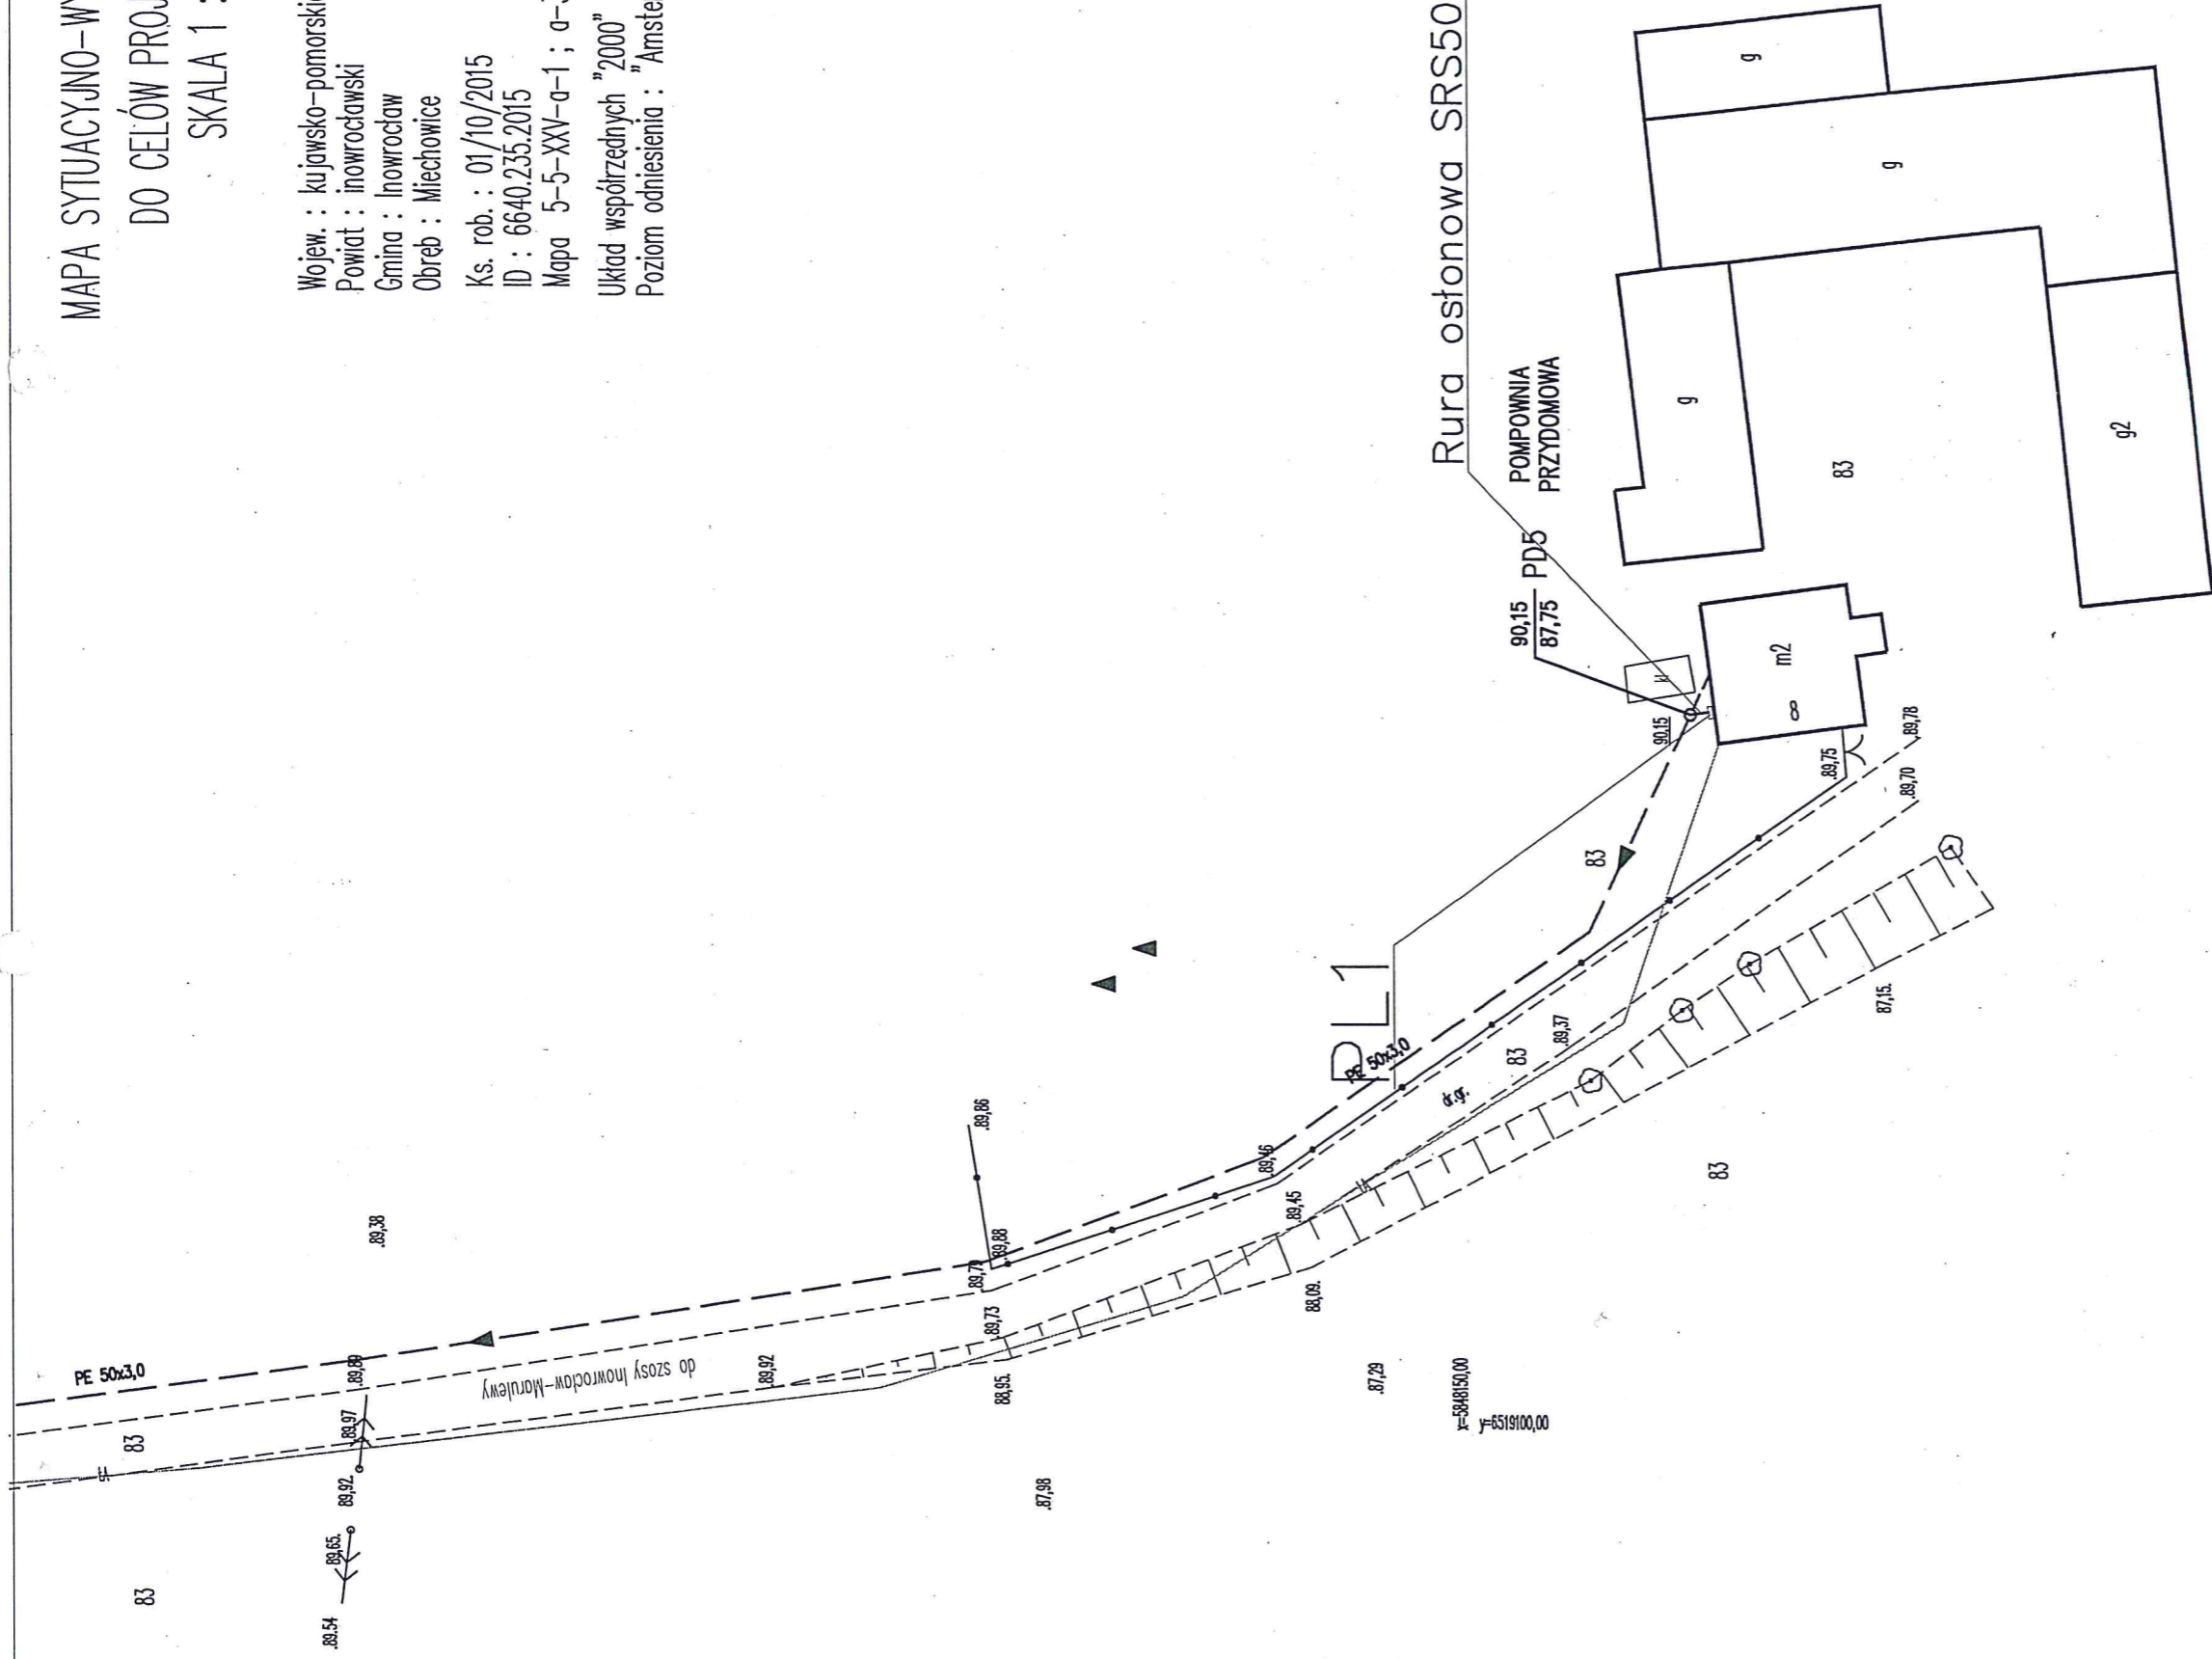 MAPA SYTUACYJNO-WY
DO CELÓW PROJ
SKALA 1 :
Wojew. : kujawsko-pomorskie
Powiat : inowrocławski
Gmina : Inowrocław
Obręb : Miechowice
Ks. rob. : 01/10/2015
ID : 6640.235.2015
Mapa 5-5-XXV-a-1 ; a-3
Układ współrzędnych "2000"
Poziom odniesienia : "Amste
Rura osłonowa SRS50
POMPOWNIA
PRZYDOMOWA
90,15 PD5
87,75
g
g
g
g2
83
m2
8
90.15
.89,75
.89,78
.89,70
83
PL1
PE 50x3,0
83
.89,37
dr.gr.
87,15.
83
.89,86
.89,46
.89,45
.89,88
.89,73
88,09.
88,95.
.87,29
x=5848150,00
y=6519100,00
.87,98
.89,38
do szosy Inowrocław-Marulewy
.89,92
PE 50x3,0
.89,89
.89,97
89,92.
83
89,65.
.89.54
83